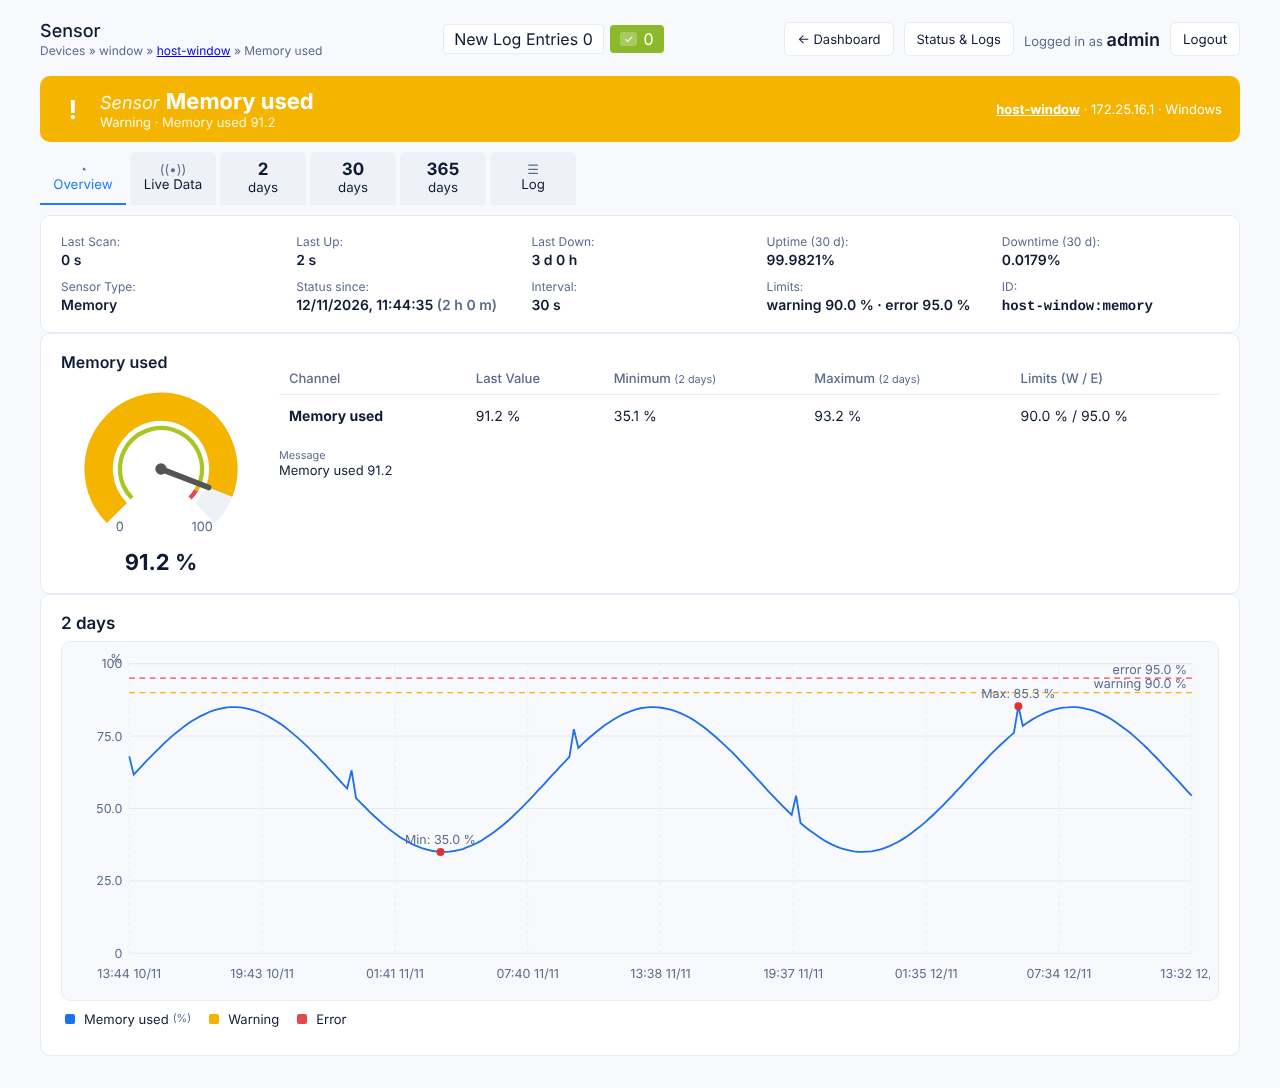 Sensor
Devices » window » host-window » Memory used
New Log Entries 0
0
← Dashboard
Status & Logs
Logged in as admin
Logout
!
Sensor Memory used
Warning · Memory used 91.2
host-window · 172.25.16.1 · Windows
Overview
((•))
Live Data
2
days
30
days
365
days
☰
Log
Last Scan:
0 s
Last Up:
2 s
Last Down:
3 d 0 h
Uptime (30 d):
99.9821%
Downtime (30 d):
0.0179%
Sensor Type:
Memory
Status since:
12/11/2026, 11:44:35 (2 h 0 m)
Interval:
30 s
Limits:
warning 90.0 % · error 95.0 %
ID:
host-window:memory
Memory used
0
100
91.2 %
Channel Last Value Minimum (2 days) Maximum (2 days) Limits (W / E)
Memory used 91.2 % 35.1 % 93.2 % 90.0 % / 95.0 %
Message
Memory used 91.2
2 days
%
100
75.0
50.0
25.0
0
error 95.0 %
warning 90.0 %
Max: 85.3 %
Min: 35.0 %
13:44 10/11 19:43 10/11 01:41 11/11 07:40 11/11 13:38 11/11 19:37 11/11 01:35 12/11 07:34 12/11 13:32 12,
Memory used (%) Warning Error